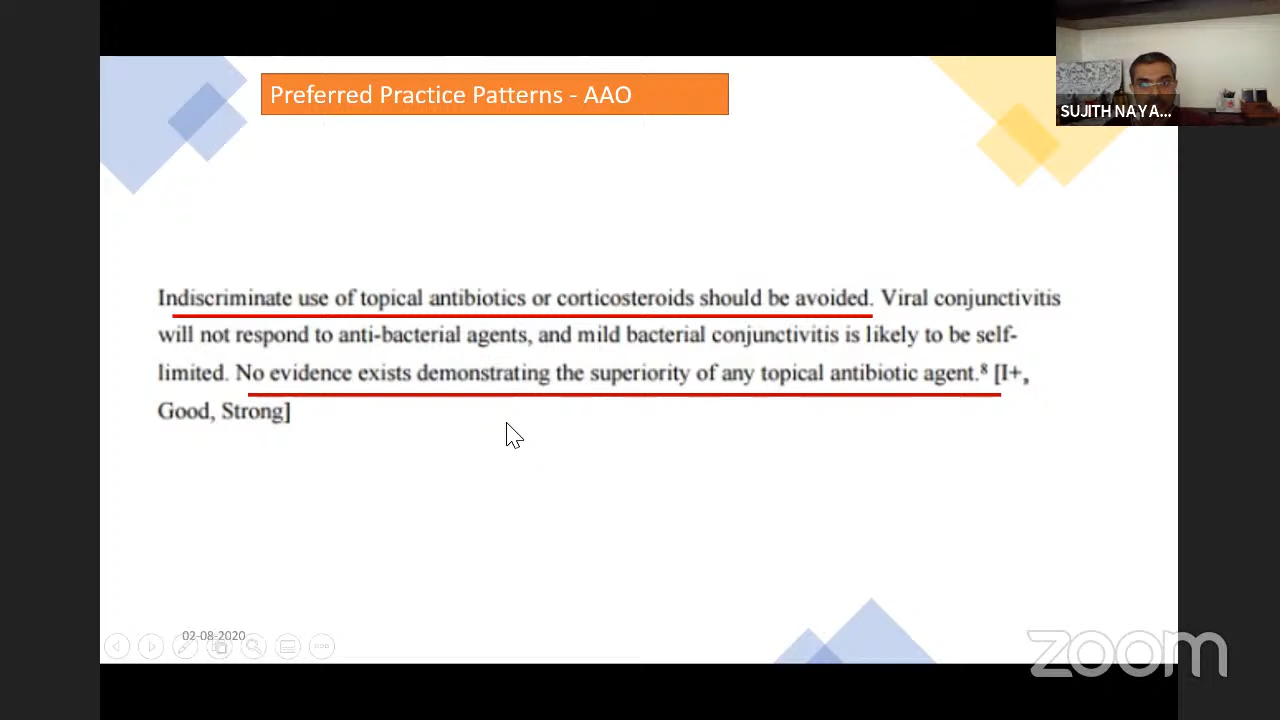 Preferred Practice Patterns - AAO
SUJITH NAYA...
Indiscriminate use of topical antibiotics or corticosteroids should be avoided. Viral conjunctivitis
will not respond to anti-bacterial agents, and mild bacterial conjunctivitis is likely to be self-
limited. No evidence exists demonstrating the superiority of any topical antibiotic agent.⁸ [I+,
Good, Strong]
02-08-2020
zoom